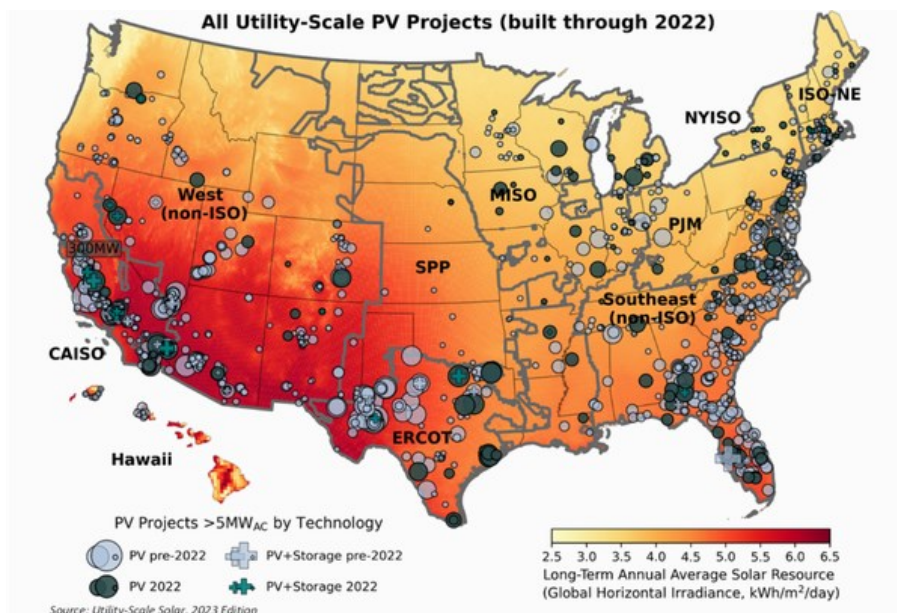 All Utility-Scale PV Projects (built through 2022)
ISO-NE
NYISO
West
(non-ISO)
MISO
PJM
300MW
SPP
Southeast
(non-ISO)
CAISO
ERCOT
Hawaii
PV Projects >5MWAC by Technology
PV pre-2022
PV+Storage pre-2022
PV 2022
PV+Storage 2022
2.5 3.0 3.5 4.0 4.5 5.0 5.5 6.0 6.5
Long-Term Annual Average Solar Resource
(Global Horizontal Irradiance, kWh/m²/day)
Source: Utility-Scale Solar, 2023 Edition